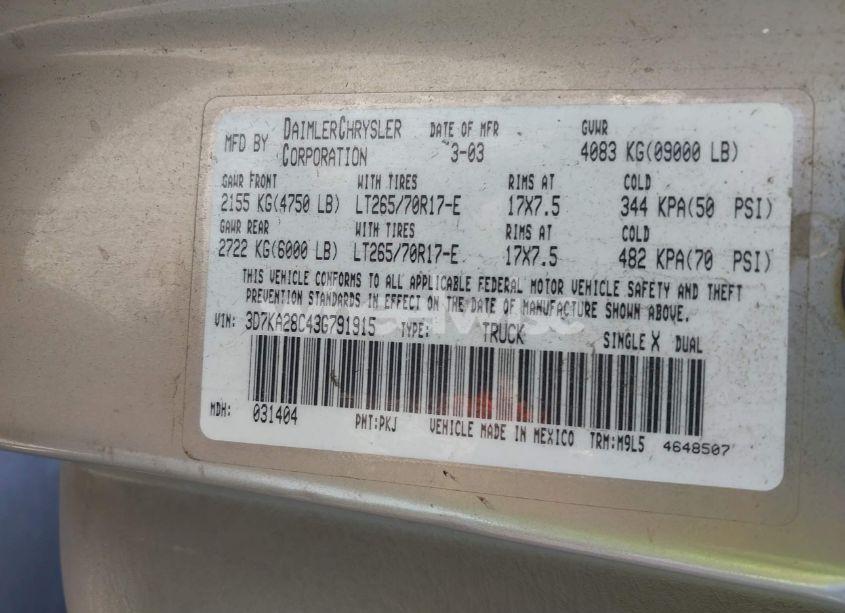 MFD BY DAIMLERCHRYSLER CORPORATION DATE OF MFR 3-03 GVWR 4083 KG(09000 LB)
GAWR FRONT WITH TIRES RIMS AT COLD
2155 KG(4750 LB) LT265/70R17-E 17X7.5 344 KPA(50 PSI)
GAWR REAR WITH TIRES RIMS AT COLD
2722 KG(6000 LB) LT265/70R17-E 17X7.5 482 KPA(70 PSI)
THIS VEHICLE CONFORMS TO ALL APPLICABLE FEDERAL MOTOR VEHICLE SAFETY AND THEFT
PREVENTION STANDARDS IN EFFECT ON THE DATE OF MANUFACTURE SHOWN ABOVE.
VIN: 3D7KA28C43G791915 TYPE: TRUCK SINGLE X DUAL
MDH: 031404 PNT:PKJ VEHICLE MADE IN MEXICO TRM:M9L5 4648507